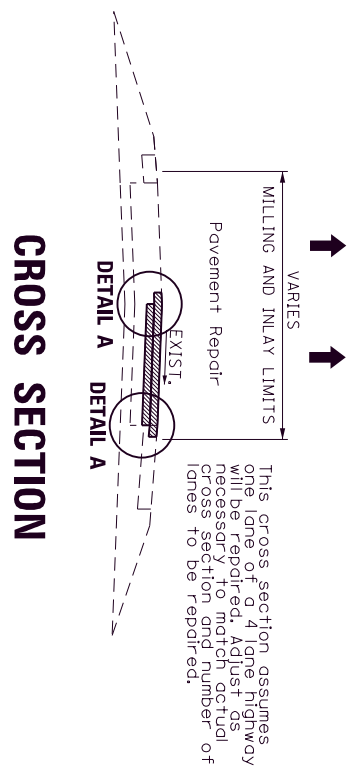 VARIES
MILLING AND INLAY LIMITS
Pavement Repair
EXIST.
This cross section assumes
one lane of a 4 lane highway
will be repaired. Adjust as
necessary to match actual
cross section and number of
lanes to be repaired.
DETAIL A
DETAIL A
CROSS SECTION